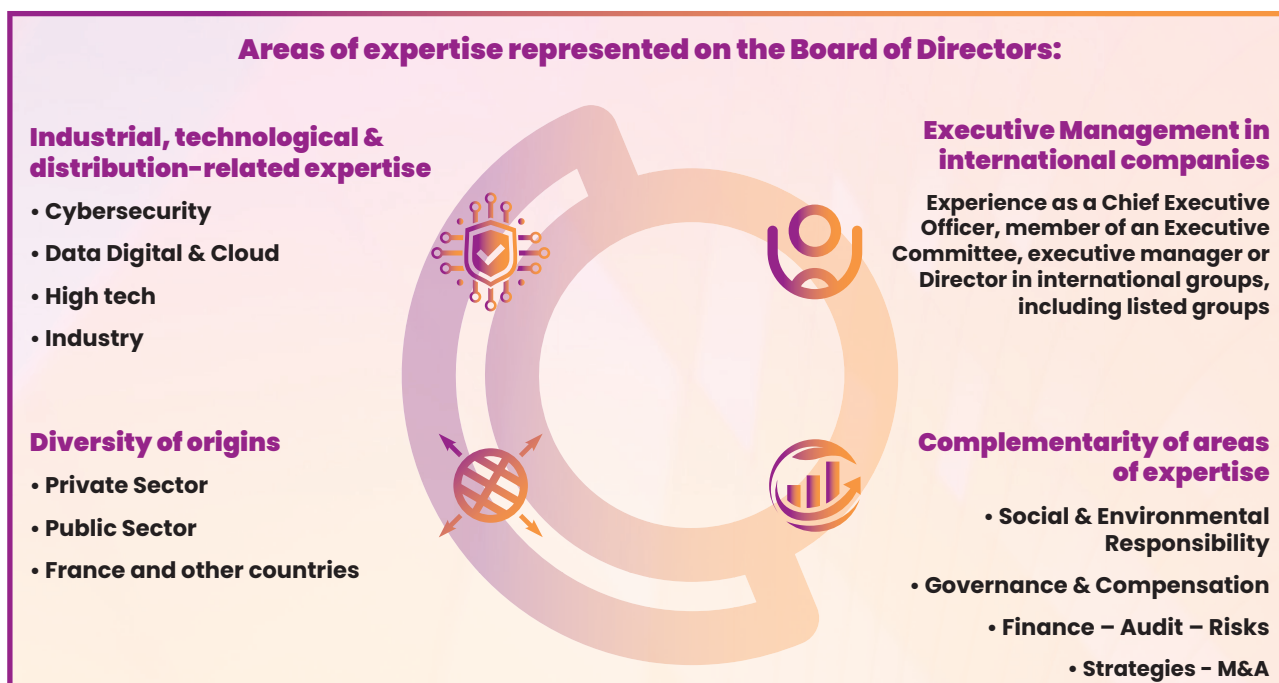 Areas of expertise represented on the Board of Directors:
Industrial, technological &
distribution-related expertise
• Cybersecurity
• Data Digital & Cloud
• High tech
• Industry
Executive Management in
international companies
Experience as a Chief Executive
Officer, member of an Executive
Committee, executive manager or
Director in international groups,
including listed groups
Diversity of origins
• Private Sector
• Public Sector
• France and other countries
Complementarity of areas
of expertise
• Social & Environmental
Responsibility
• Governance & Compensation
• Finance – Audit – Risks
• Strategies - M&A